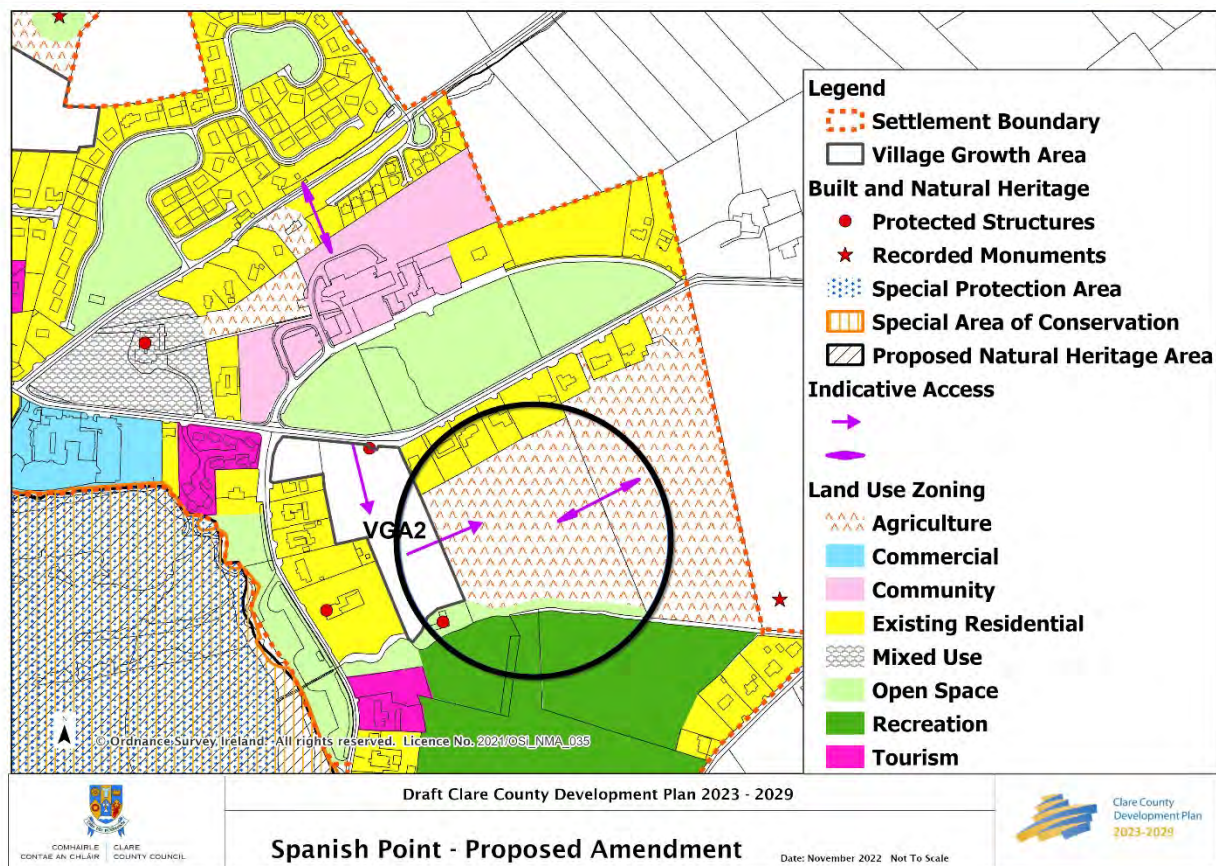 Legend
Settlement Boundary
Village Growth Area
Built and Natural Heritage
Protected Structures
Recorded Monuments
Special Protection Area
Special Area of Conservation
Proposed Natural Heritage Area
Indicative Access
Land Use Zoning
Agriculture
Commercial
Community
Existing Residential
Mixed Use
Open Space
Recreation
Tourism
VGA2
N
© Ordnance Survey Ireland. All rights reserved. Licence No. 2021/OSI_NMA_035
COMHAIRLE
CONTAE AN CHLÁIR
CLARE
COUNTY COUNCIL
Draft Clare County Development Plan 2023 - 2029
Spanish Point - Proposed Amendment
Date: November 2022 Not To Scale
Clare County
Development Plan
2023-2029